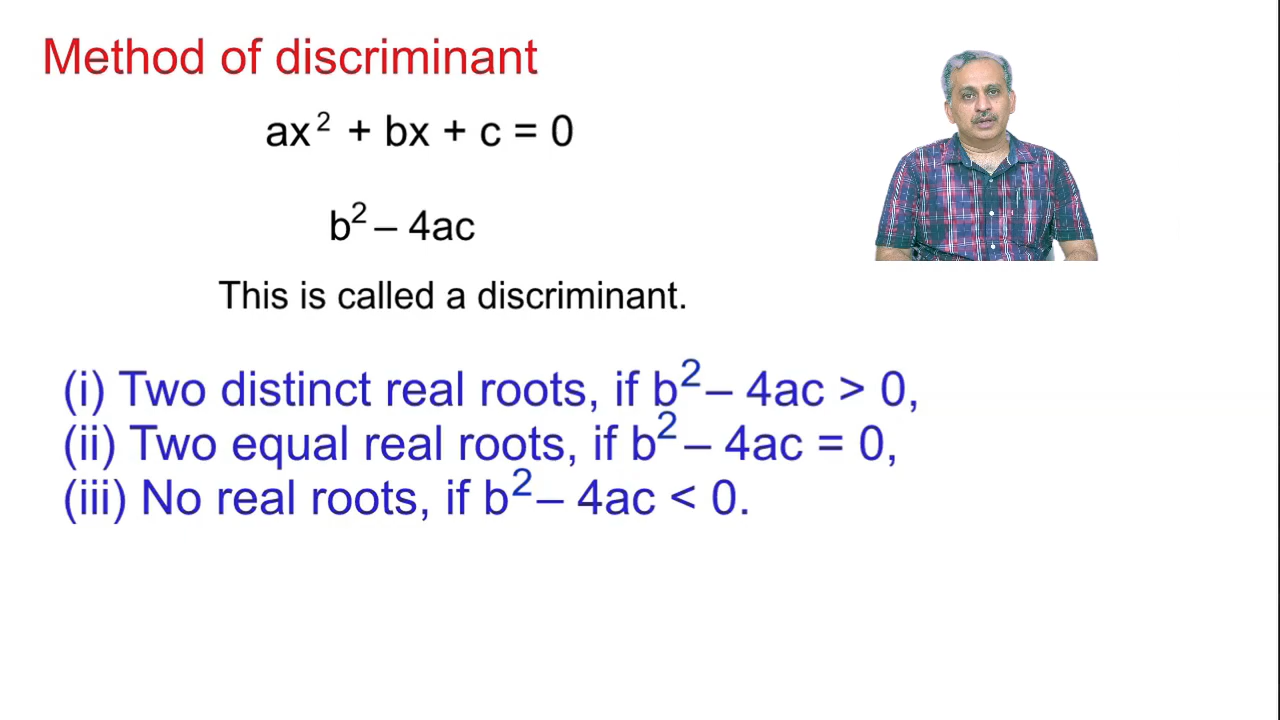 Method of discriminant
ax² + bx + c = 0
b² – 4ac
This is called a discriminant.
(i) Two distinct real roots, if b² – 4ac > 0,
(ii) Two equal real roots, if b² – 4ac = 0,
(iii) No real roots, if b² – 4ac < 0.